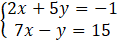 2x + 5y = −1
7x − y = 15